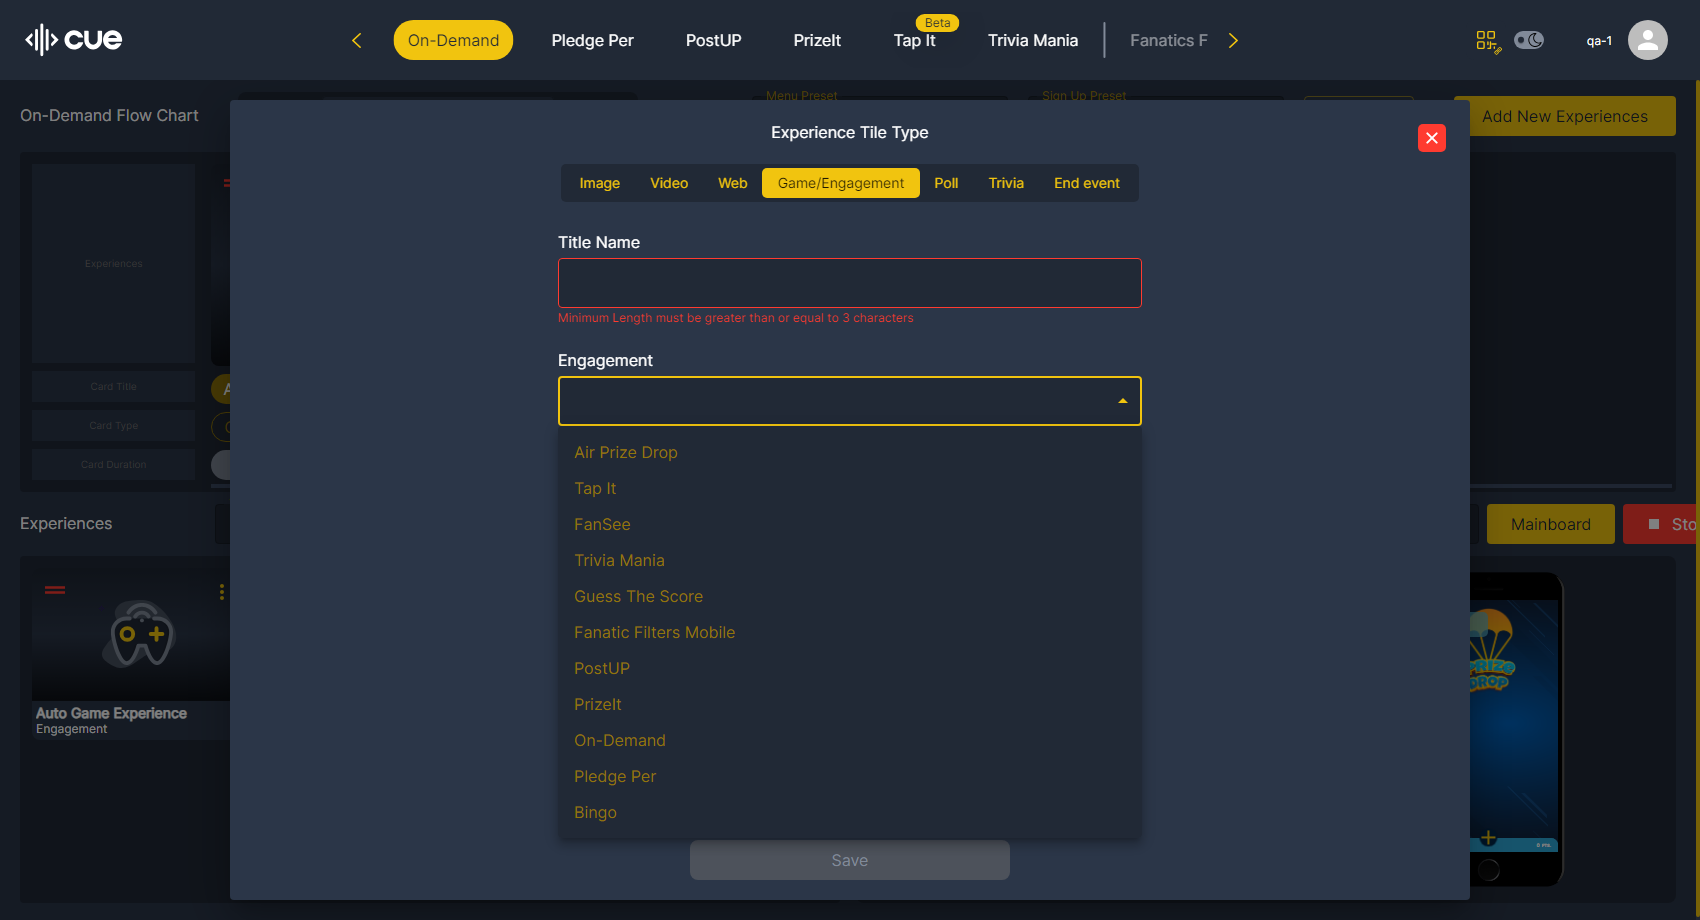 cue
On-Demand
Pledge Per
PostUP
PrizeIt
Beta
Tap It
Trivia Mania
Fanatics F
qa-1
On-Demand Flow Chart
Menu Preset
Sign Up Preset
Add New Experiences
Experience Tile Type
Image
Video
Web
Game/Engagement
Poll
Trivia
End event
Experiences
Title Name
Minimum Length must be greater than or equal to 3 characters
Engagement
Card Title
Card Type
Card Duration
Air Prize Drop
Tap It
FanSee
Trivia Mania
Guess The Score
Fanatic Filters Mobile
PostUP
PrizeIt
On-Demand
Pledge Per
Bingo
Save
Experiences
Mainboard
Sto
Auto Game Experience
Engagement
PRIZE
DROP
0 Pts.